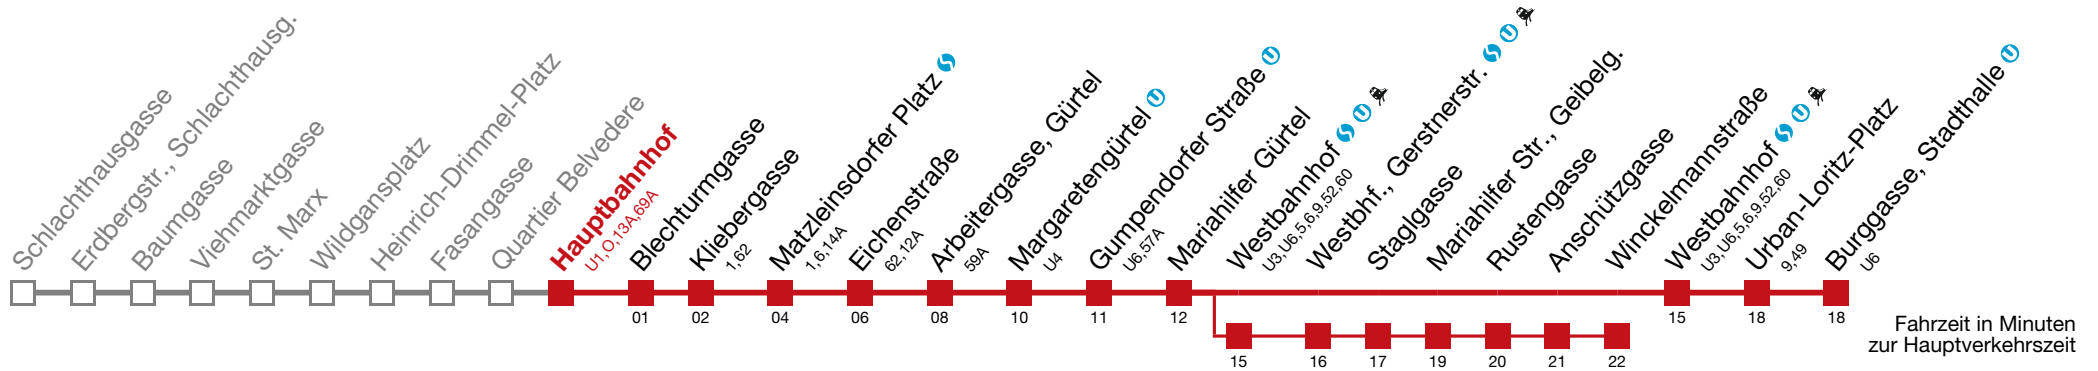 Schlachthausgasse
Erdbergstr., Schlachthausg.
Baumgasse
Viehmarktgasse
St. Marx
Wildgansplatz
Heinrich-Drimmel-Platz
Fasangasse
Quartier Belvedere
Hauptbahnhof
U1,O,13A,69A
Blechturmgasse
Kliebergasse
1,62
Matzleinsdorfer Platz
1,6,14A
Eichenstraße
62,12A
Arbeitergasse, Gürtel
59A
Margaretengürtel
U4
Gumpendorfer Straße
U6,57A
Mariahilfer Gürtel
Westbahnhof
U3,U6,5,6,9,52,60
Westbhf., Gerstnerstr.
Staglgasse
Mariahilfer Str., Geibelg.
Rustengasse
Anschützgasse
Winckelmannstraße
Westbahnhof
U3,U6,5,6,9,52,60
Urban-Loritz-Platz
9,49
Burggasse, Stadthalle
U6
01 02 04 06 08 10 11 12 15 18 18
15 16 17 19 20 21 22
Fahrzeit in Minuten
zur Hauptverkehrszeit